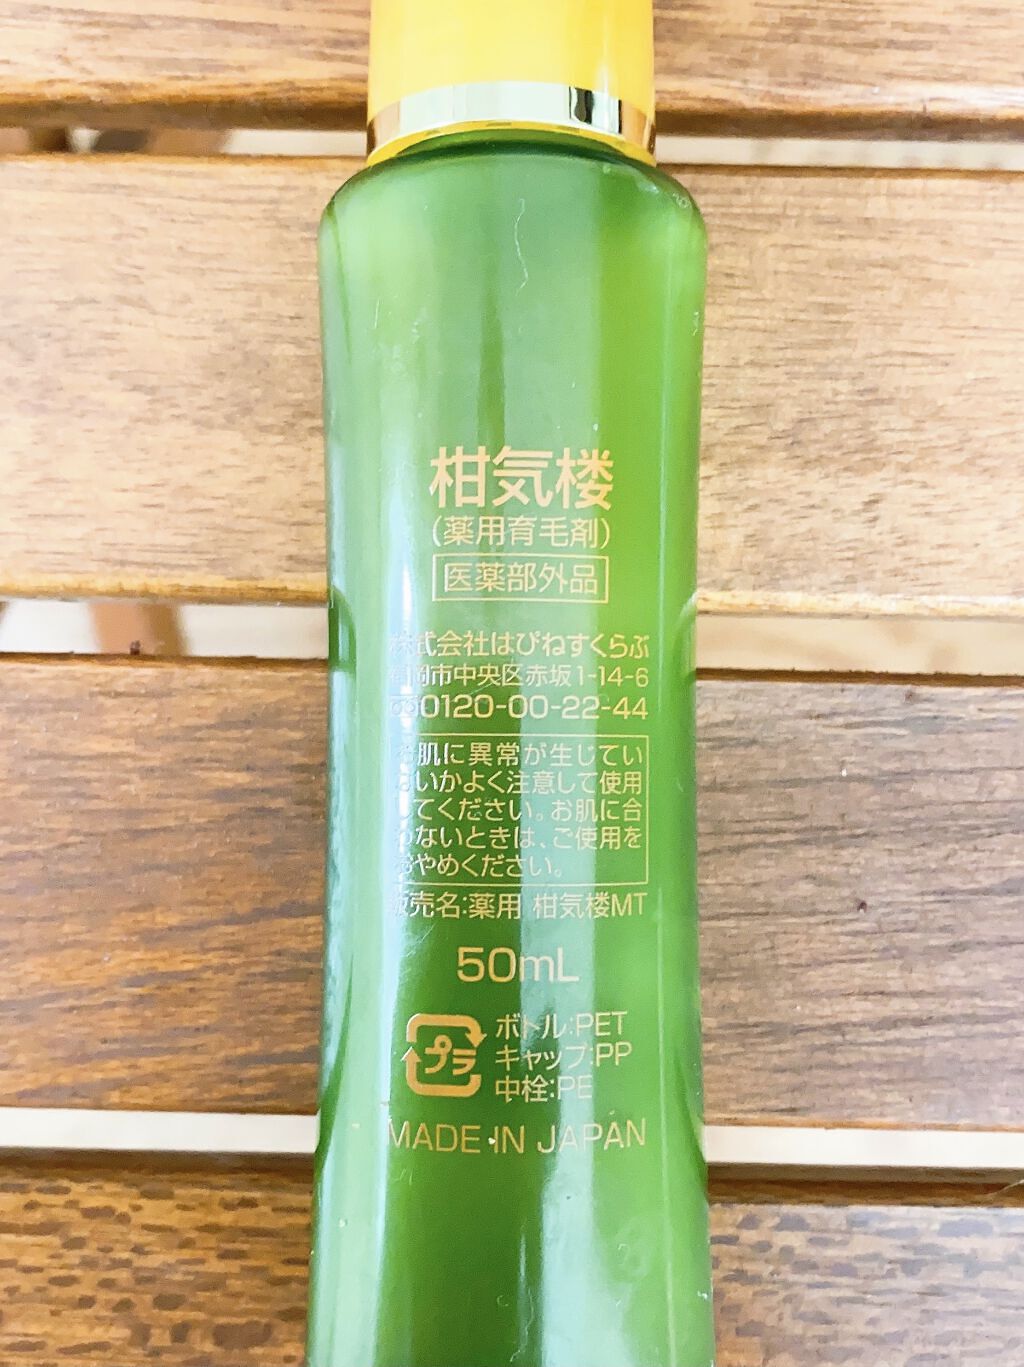 柑気楼
(薬用育毛剤)
医薬部外品
株式会社はぴねすくらぶ
福岡市中央区赤坂1-14-6
0120-00-22-44
お肌に異常が生じてい
ないかよく注意して使用
してください。お肌に合
わないときは、ご使用を
おやめください。
販売名:薬用 柑気楼MT
50mL
プラ
ボトル:PET
キャップ:PP
中栓:PE
MADE IN JAPAN